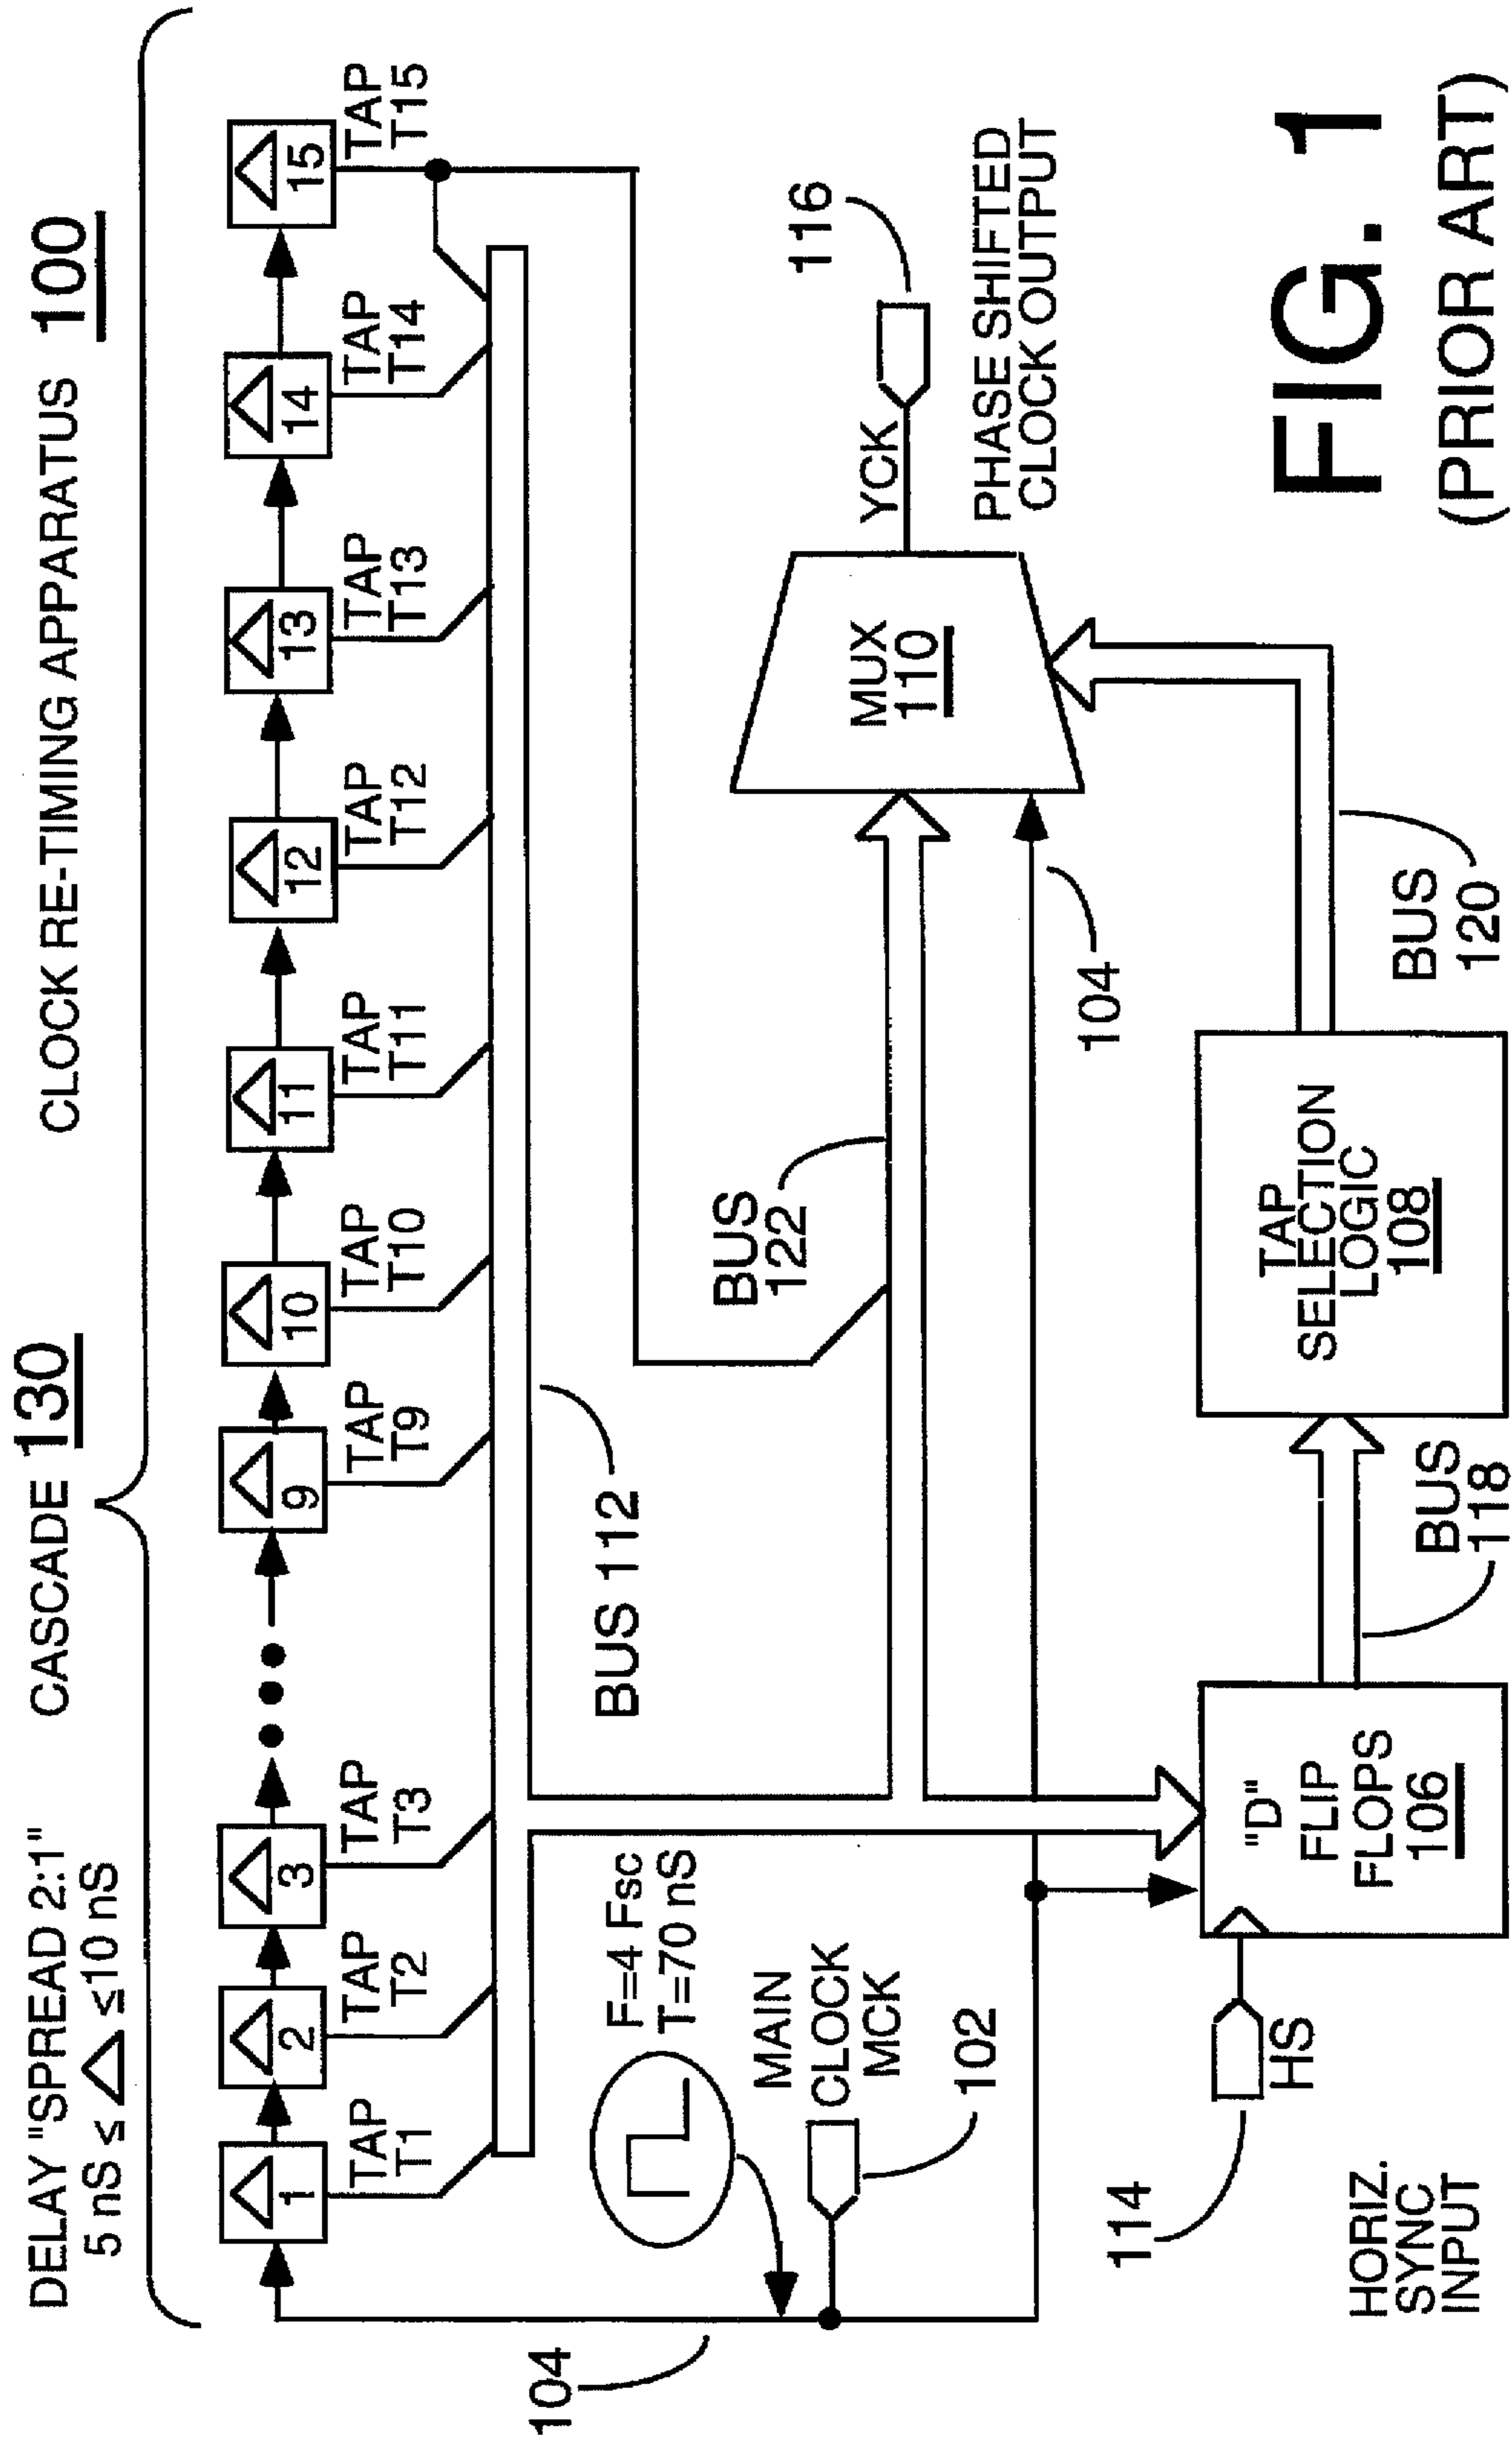 CLOCK RE-TIMING APPARATUS 100
DELAY "SPREAD 2:1"
5 nS ≤ △ ≤10 nS
CASCADE 130
△ 1
△ 2
△ 3
△ 9
△ 10
△ 11
△ 12
△ 13
△ 14
△ 15
TAP
T1
TAP
T2
TAP
T3
TAP
T9
TAP
T10
TAP
T11
TAP
T12
TAP
T13
TAP
T14
TAP
T15
BUS 112
104
F=4 Fsc
T=70 nS
MAIN
CLOCK
MCK
102
BUS
122
104
MUX
110
YCK
116
PHASE SHIFTED
CLOCK OUTPUT
114
HS
HORIZ.
SYNC
INPUT
"D"
FLIP
FLOPS
106
BUS
118
TAP
SELECTION
LOGIC
108
BUS
120
FIG. 1
(PRIOR ART)